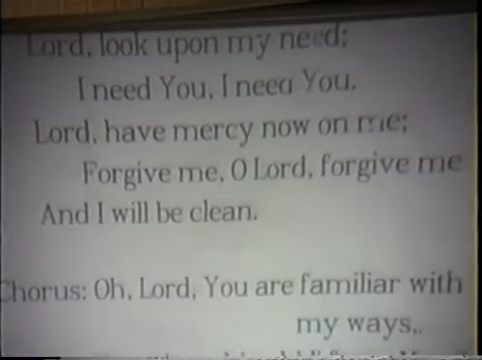 Lord, look upon my need;
I need You, I need You.
Lord, have mercy now on me;
Forgive me, O Lord, forgive me
And I will be clean.
Chorus: Oh, Lord, You are familiar with
my ways,.